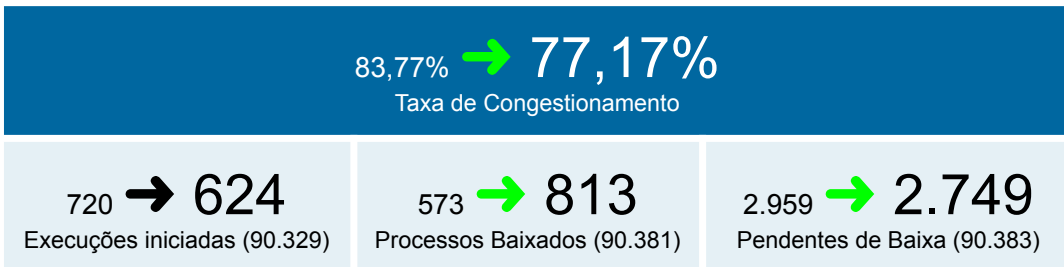 83,77% ➜ 77,17%
Taxa de Congestionamento
720 ➜ 624
Execuções iniciadas (90.329)
573 ➜ 813
Processos Baixados (90.381)
2.959 ➜ 2.749
Pendentes de Baixa (90.383)